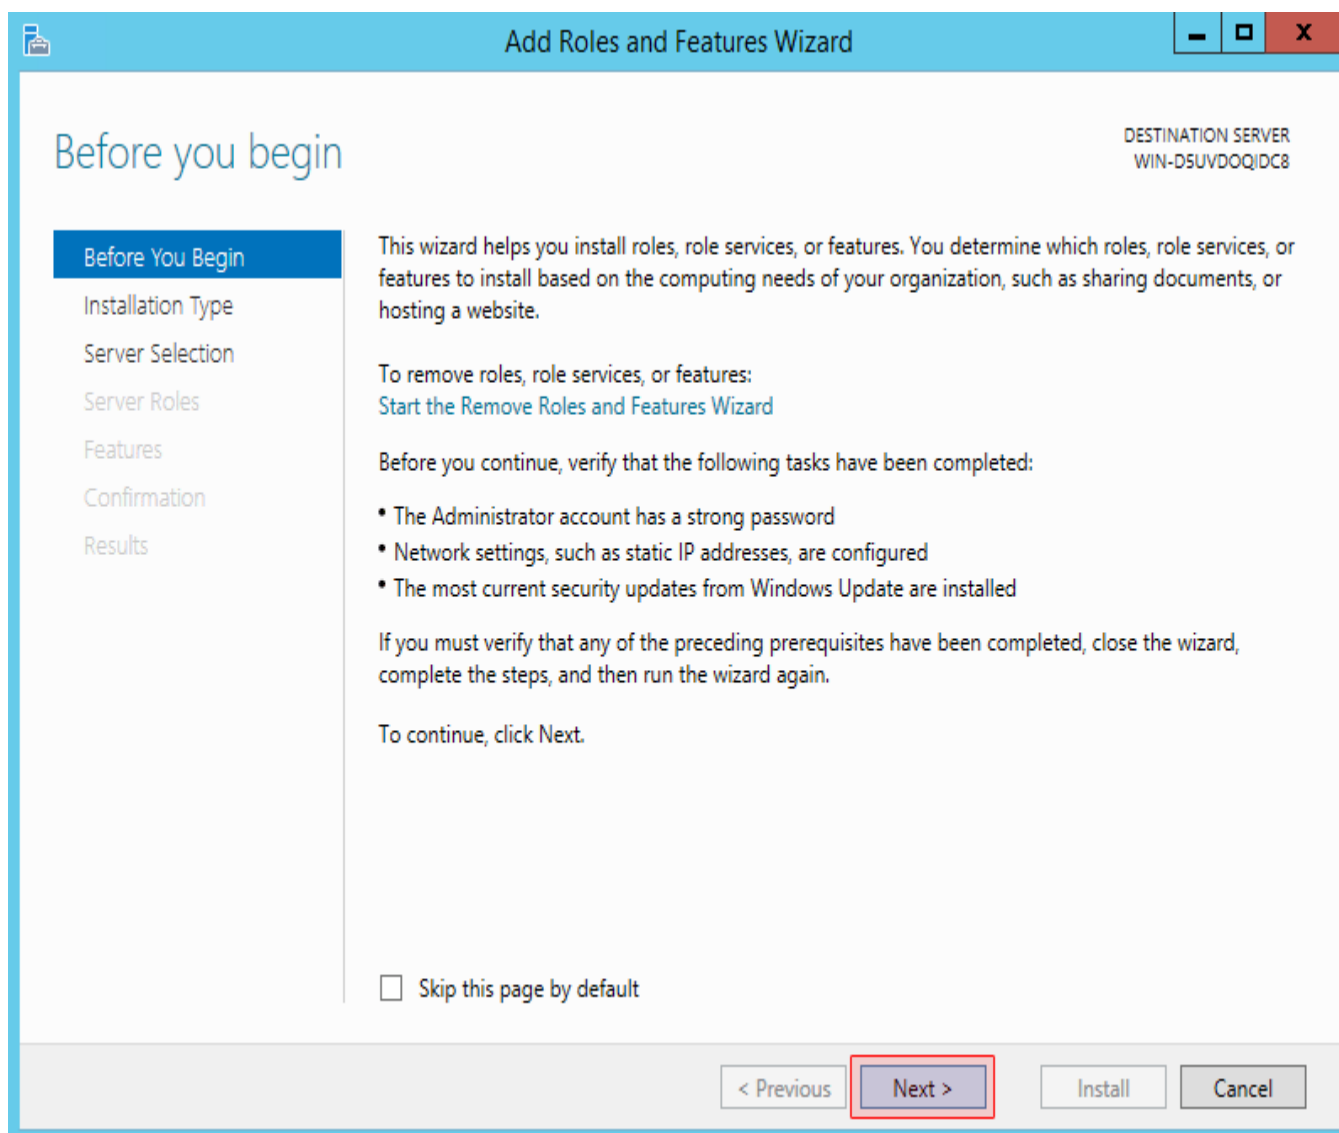 Add Roles and Features Wizard
Before you begin
DESTINATION SERVER
WIN-D5UVDOQIDC8
Before You Begin
Installation Type
Server Selection
Server Roles
Features
Confirmation
Results
This wizard helps you install roles, role services, or features. You determine which roles, role services, or
features to install based on the computing needs of your organization, such as sharing documents, or
hosting a website.
To remove roles, role services, or features:
Start the Remove Roles and Features Wizard
Before you continue, verify that the following tasks have been completed:
• The Administrator account has a strong password
• Network settings, such as static IP addresses, are configured
• The most current security updates from Windows Update are installed
If you must verify that any of the preceding prerequisites have been completed, close the wizard,
complete the steps, and then run the wizard again.
To continue, click Next.
Skip this page by default
< Previous
Next >
Install
Cancel